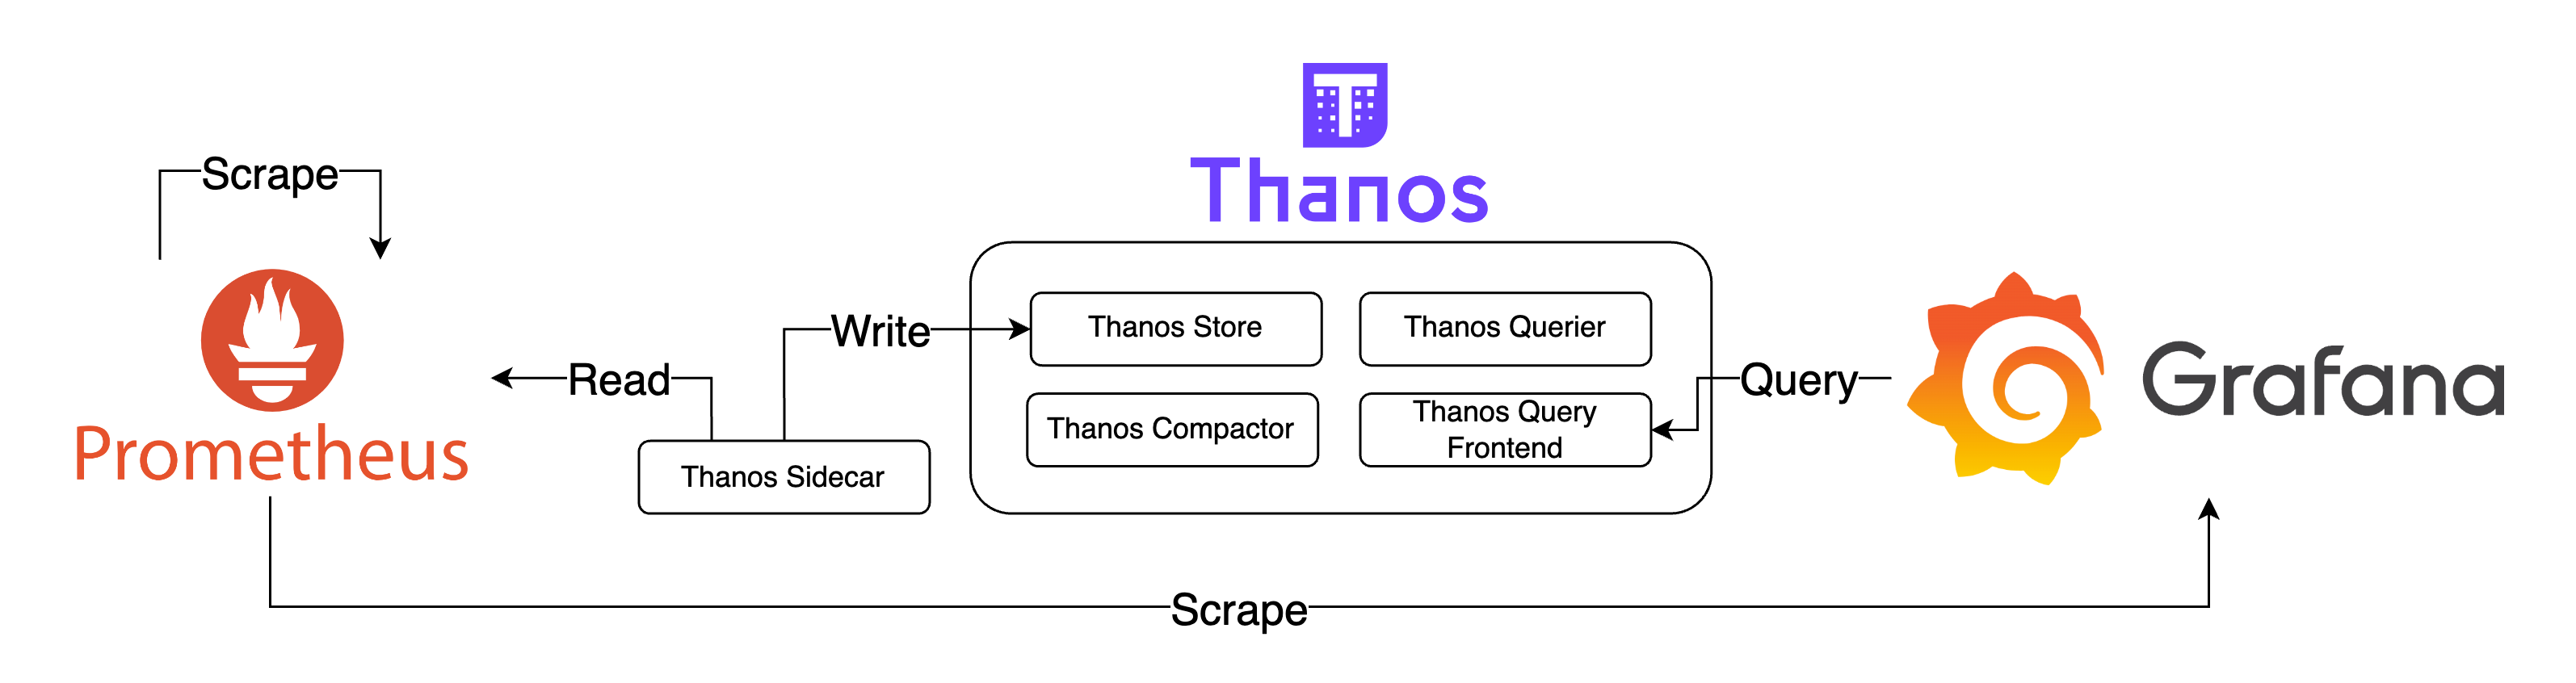 Thanos
Scrape
Prometheus
Read
Write
Thanos Sidecar
Thanos Store
Thanos Querier
Thanos Compactor
Thanos Query
Frontend
Query
Grafana
Scrape